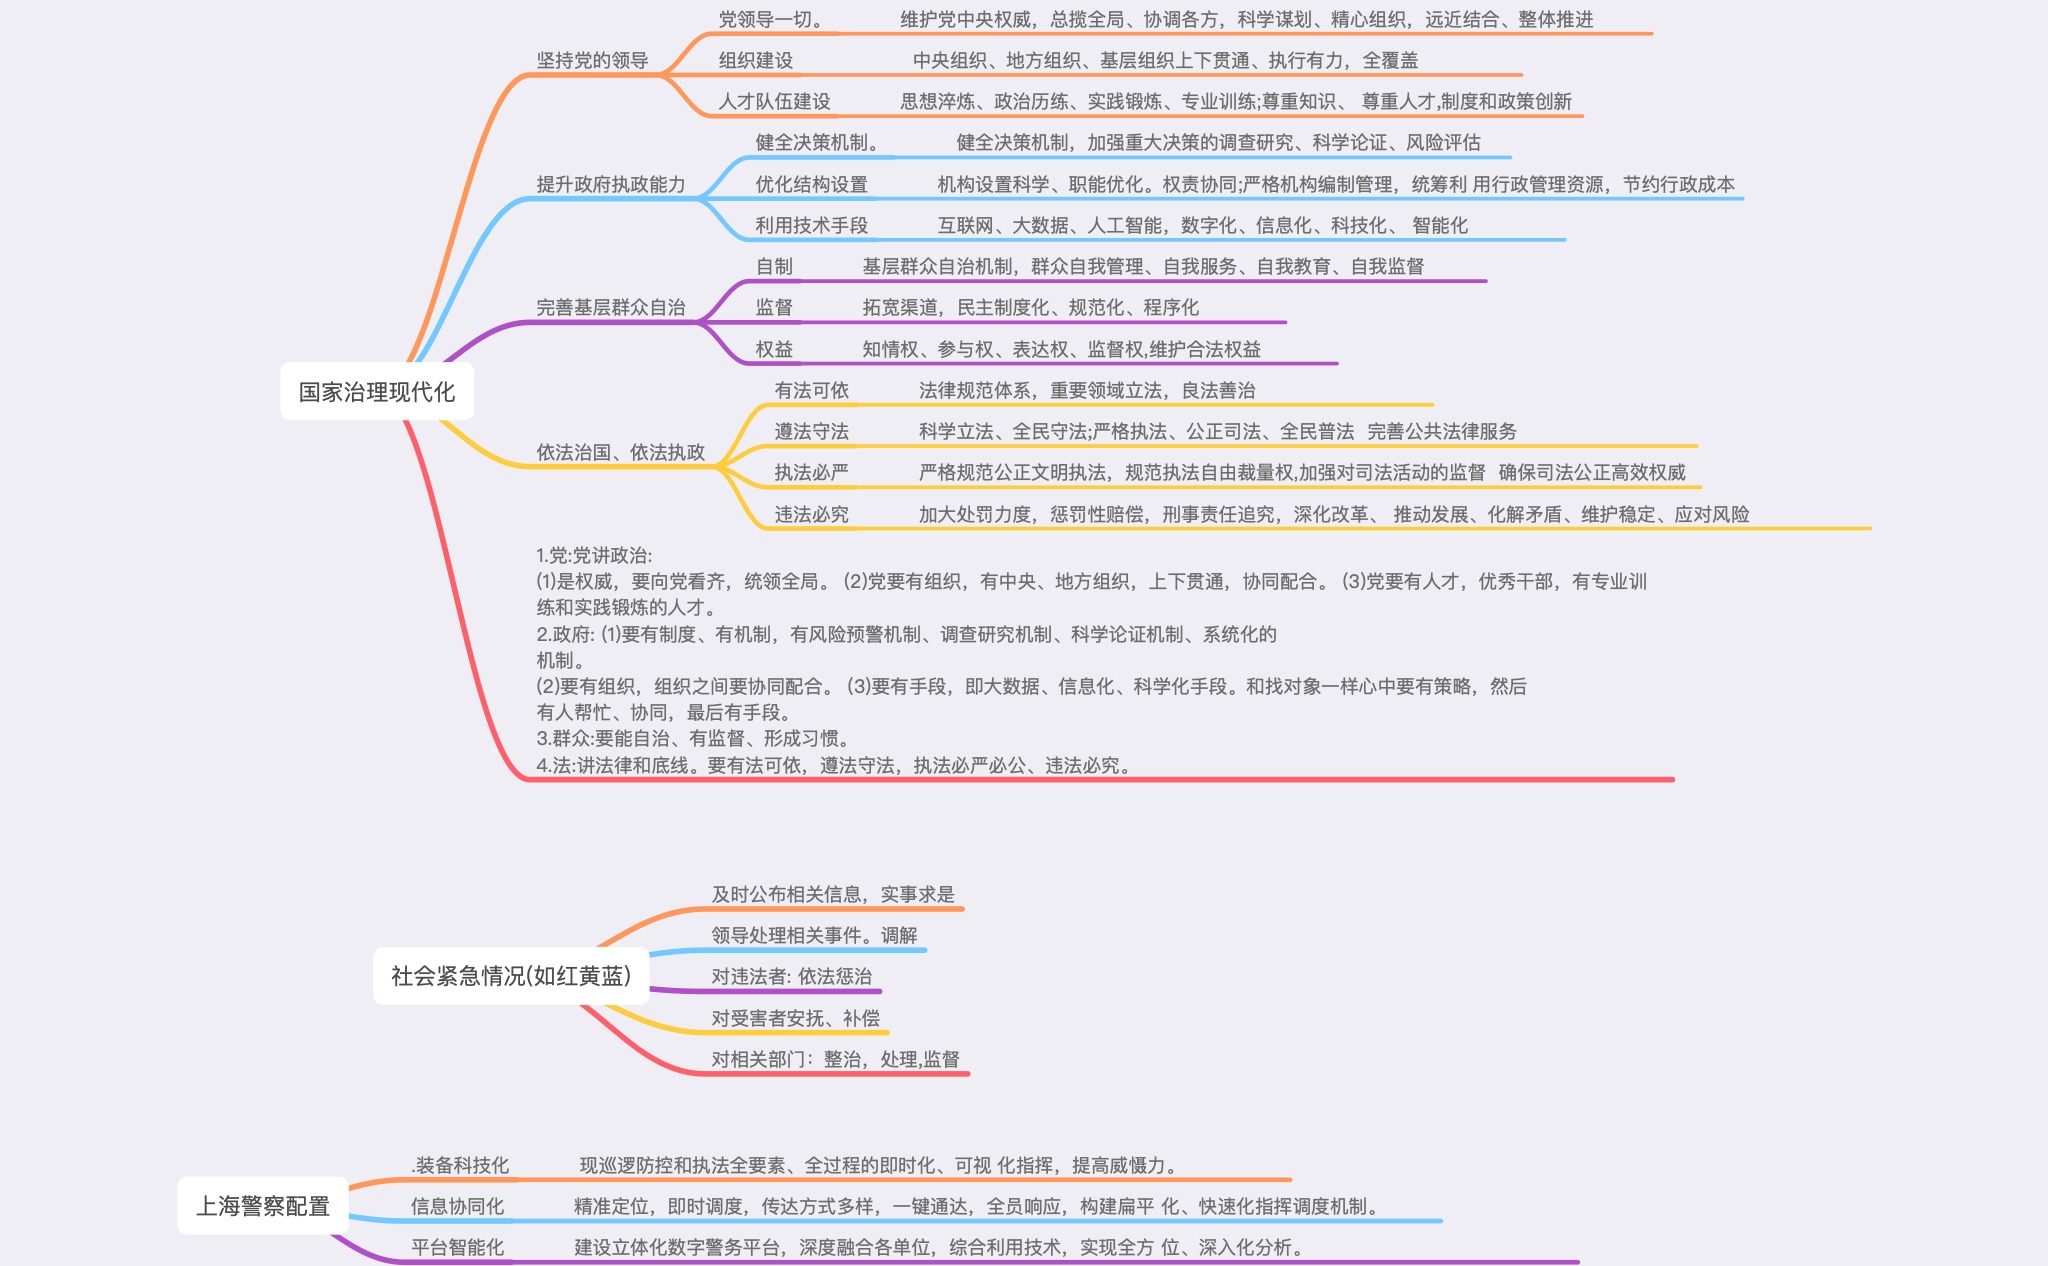 党领导一切。 维护党中央权威，总揽全局、协调各方，科学谋划、精心组织，远近结合、整体推进
坚持党的领导
组织建设 中央组织、地方组织、基层组织上下贯通、执行有力，全覆盖
人才队伍建设 思想淬炼、政治历练、实践锻炼、专业训练;尊重知识、 尊重人才,制度和政策创新
健全决策机制。 健全决策机制，加强重大决策的调查研究、科学论证、风险评估
提升政府执政能力
优化结构设置 机构设置科学、职能优化。权责协同;严格机构编制管理，统筹利 用行政管理资源，节约行政成本
利用技术手段 互联网、大数据、人工智能，数字化、信息化、科技化、 智能化
自制 基层群众自治机制，群众自我管理、自我服务、自我教育、自我监督
完善基层群众自治
监督 拓宽渠道，民主制度化、规范化、程序化
权益 知情权、参与权、表达权、监督权,维护合法权益
国家治理现代化
有法可依 法律规范体系，重要领域立法，良法善治
遵法守法 科学立法、全民守法;严格执法、公正司法、全民普法 完善公共法律服务
依法治国、依法执政
执法必严 严格规范公正文明执法，规范执法自由裁量权,加强对司法活动的监督 确保司法公正高效权威
违法必究 加大处罚力度，惩罚性赔偿，刑事责任追究，深化改革、 推动发展、化解矛盾、维护稳定、应对风险
1.党:党讲政治:
(1)是权威，要向党看齐，统领全局。 (2)党要有组织，有中央、地方组织，上下贯通，协同配合。 (3)党要有人才，优秀干部，有专业训
练和实践锻炼的人才。
2.政府: (1)要有制度、有机制，有风险预警机制、调查研究机制、科学论证机制、系统化的
机制。
(2)要有组织，组织之间要协同配合。 (3)要有手段，即大数据、信息化、科学化手段。和找对象一样心中要有策略，然后
有人帮忙、协同，最后有手段。
3.群众:要能自治、有监督、形成习惯。
4.法:讲法律和底线。要有法可依，遵法守法，执法必严必公、违法必究。
及时公布相关信息，实事求是
领导处理相关事件。调解
社会紧急情况(如红黄蓝)
对违法者: 依法惩治
对受害者安抚、补偿
对相关部门：整治，处理,监督
.装备科技化 现巡逻防控和执法全要素、全过程的即时化、可视 化指挥，提高威慑力。
上海警察配置
信息协同化 精准定位，即时调度，传达方式多样，一键通达，全员响应，构建扁平 化、快速化指挥调度机制。
平台智能化 建设立体化数字警务平台，深度融合各单位，综合利用技术，实现全方 位、深入化分析。